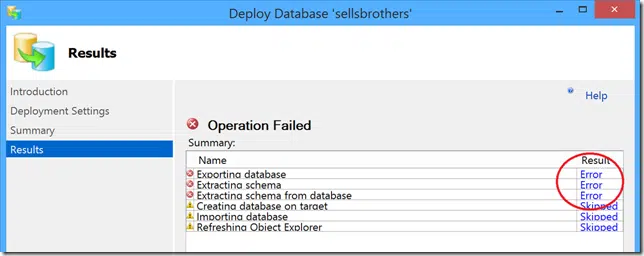 Deploy Database 'sellsbrothers'
Results
Introduction
Deployment Settings
Summary
Results
Help
Operation Failed
Summary:
Name Result
Exporting database Error
Extracting schema Error
Extracting schema from database Error
Creating database on target Skipped
Importing database Skipped
Refreshing Object Explorer Skipped